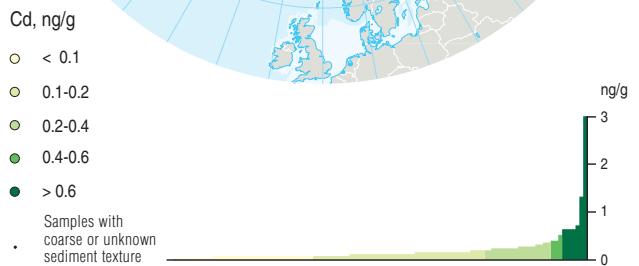 Cd, ng/g
< 0.1
0.1-0.2
0.2-0.4
0.4-0.6
> 0.6
Samples with
coarse or unknown
sediment texture
ng/g
3
2
1
0